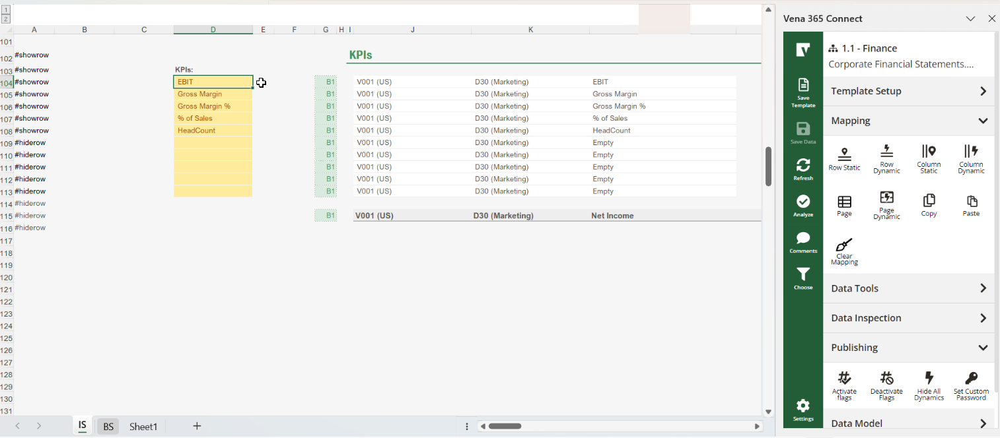 1
2
Vena 365 Connect
A B C D E F G H I J K
101
102 #showrow KPIs
103 #showrow KPIs:
104 #showrow EBIT B1 V001 (US) D30 (Marketing) EBIT
105 #showrow Gross Margin B1 V001 (US) D30 (Marketing) Gross Margin
106 #showrow Gross Margin % B1 V001 (US) D30 (Marketing) Gross Margin %
107 #showrow % of Sales B1 V001 (US) D30 (Marketing) % of Sales
108 #showrow HeadCount B1 V001 (US) D30 (Marketing) HeadCount
109 #hiderow B1 V001 (US) D30 (Marketing) Empty
110 #hiderow B1 V001 (US) D30 (Marketing) Empty
111 #hiderow B1 V001 (US) D30 (Marketing) Empty
112 #hiderow B1 V001 (US) D30 (Marketing) Empty
113 #hiderow B1 V001 (US) D30 (Marketing) Empty
114 #hiderow
115 #hiderow B1 V001 (US) D30 (Marketing) Net Income
116 #hiderow
117
118
119
120
121
122
123
124
125
126
127
128
129
130
131
IS BS Sheet1 +
Save
Template
Save Data
Refresh
Analyze
Comments
Choose
Settings
1.1 - Finance
Corporate Financial Statements....
Template Setup
Mapping
Row Static
Row
Dynamic
Column
Static
Column
Dynamic
Page
Page
Dynamic
Copy
Paste
Clear
Mapping
Data Tools
Data Inspection
Publishing
Activate
flags
Deactivate
Flags
Hide All
Dynamics
Set Custom
Password
Data Model